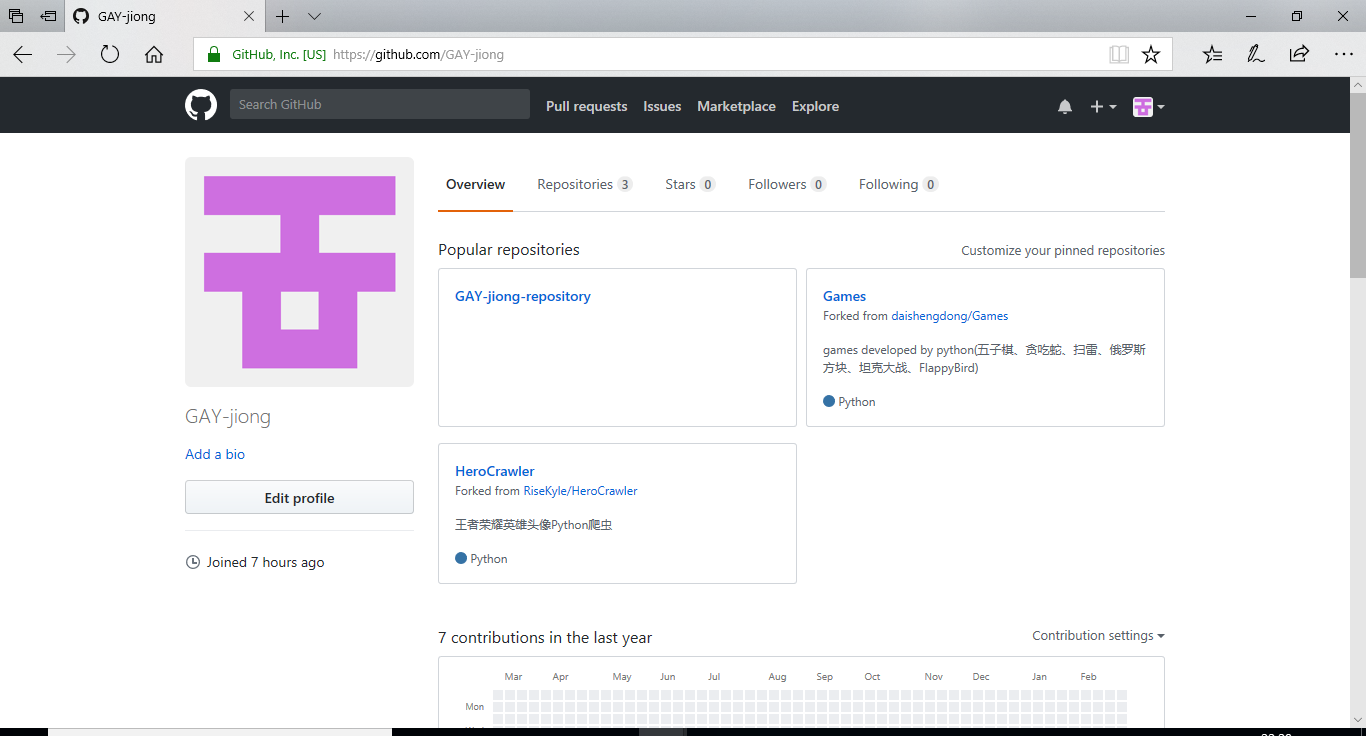 GAY-jiong
GitHub, Inc. [US] https://github.com/GAY-jiong
Search GitHub
Pull requests Issues Marketplace Explore
Overview Repositories 3 Stars 0 Followers 0 Following 0
Popular repositories
Customize your pinned repositories
GAY-jiong-repository
Games
Forked from daishengdong/Games
games developed by python(五子棋、贪吃蛇、扫雷、俄罗斯
方块、坦克大战、FlappyBird)
Python
GAY-jiong
Add a bio
Edit profile
Joined 7 hours ago
HeroCrawler
Forked from RiseKyle/HeroCrawler
王者荣耀英雄头像Python爬虫
Python
7 contributions in the last year
Contribution settings
Mar Apr May Jun Jul Aug Sep Oct Nov Dec Jan Feb
Mon